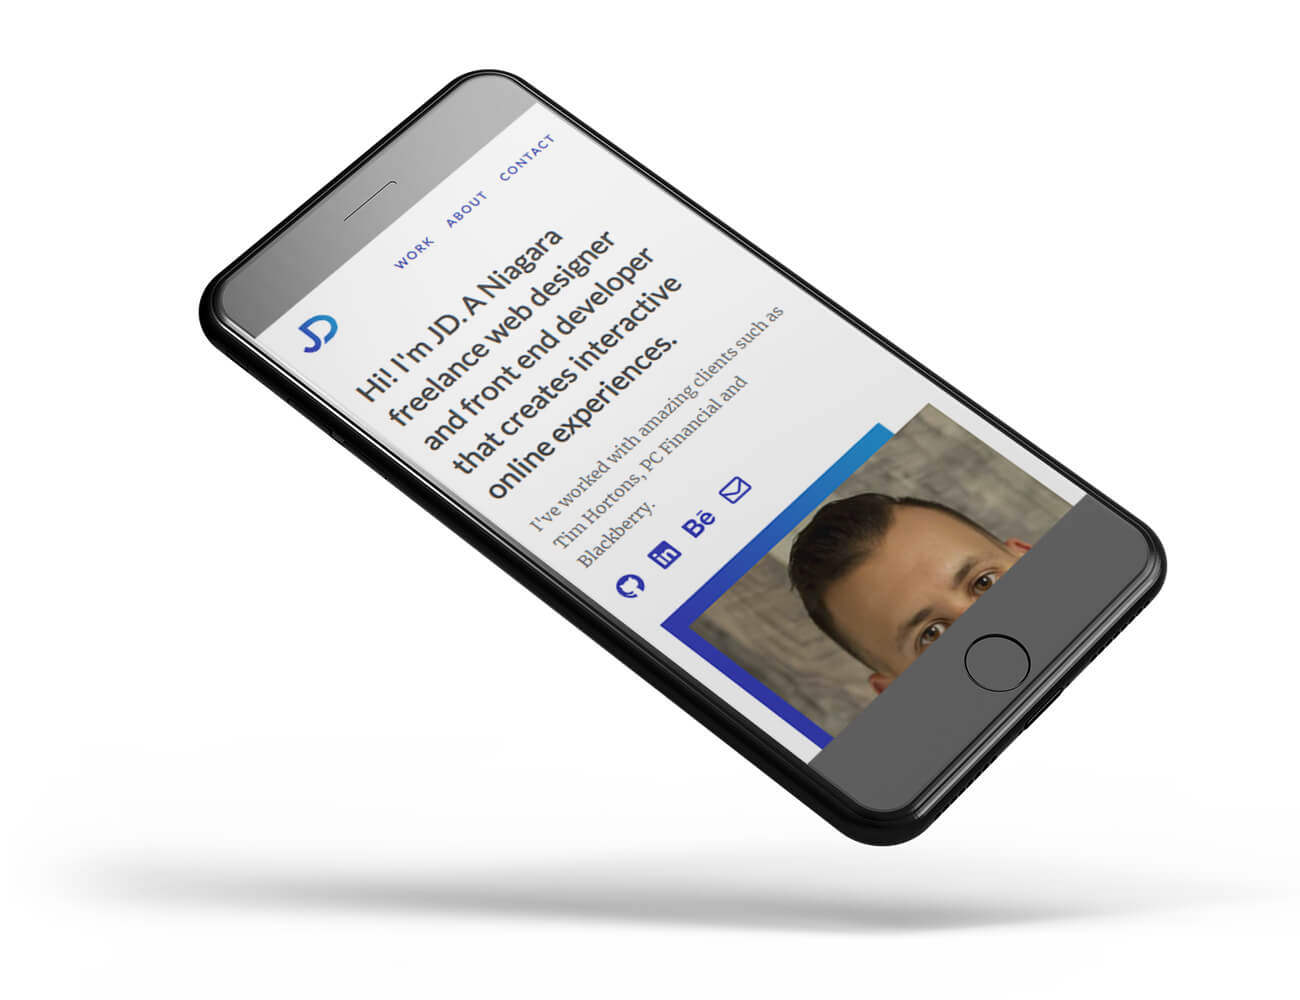 WORK ABOUT CONTACT
JD
Hi! I'm JD. A Niagara
freelance web designer
and front end developer
that creates interactive
online experiences.
I've worked with amazing clients such as
Tim Hortons, PC Financial and
Blackberry.
in Bē